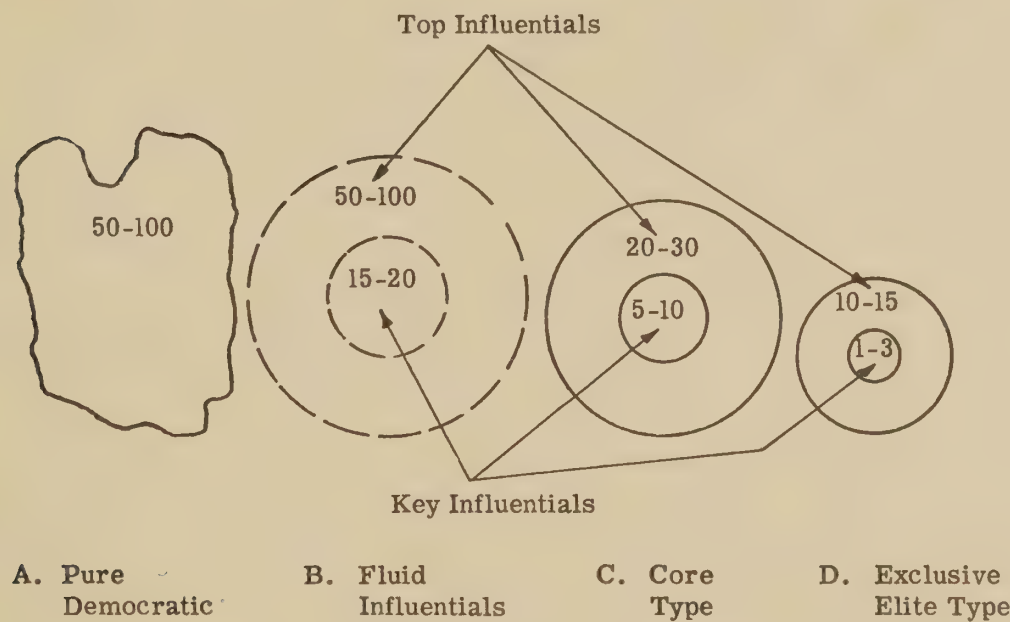 Top Influentials
50-100
50-100
20-30
15-20
5-10
10-15
1-3
Key Influentials
A. Pure Democratic
B. Fluid Influentials
C. Core Type
D. Exclusive Elite Type